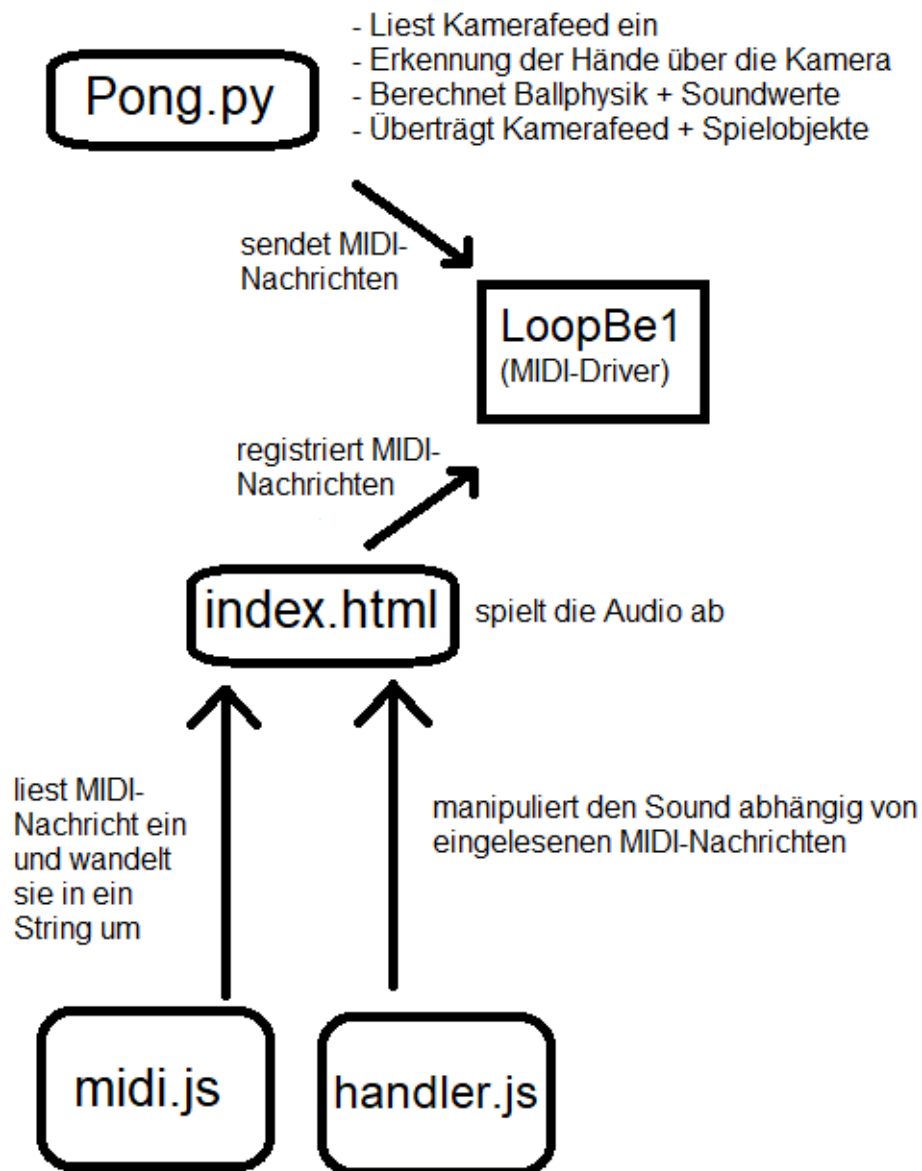 Pong.py
- Liest Kamerafeed ein
- Erkennung der Hände über die Kamera
- Berechnet Ballphysik + Soundwerte
- Überträgt Kamerafeed + Spielobjekte
sendet MIDI-
Nachrichten
LoopBe1
(MIDI-Driver)
registriert MIDI-
Nachrichten
index.html
spielt die Audio ab
liest MIDI-
Nachricht ein
und wandelt
sie in ein
String um
manipuliert den Sound abhängig von
eingelesenen MIDI-Nachrichten
midi.js
handler.js